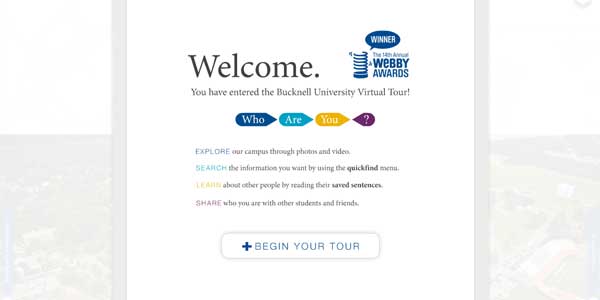 WINNER
The 14th Annual
WEBBY
AWARDS
Welcome.
You have entered the Bucknell University Virtual Tour!
Who Are You ?
EXPLORE our campus through photos and video.
SEARCH the information you want by using the quickfind menu.
LEARN about other people by reading their saved sentences.
SHARE who you are with other students and friends.
BEGIN YOUR TOUR